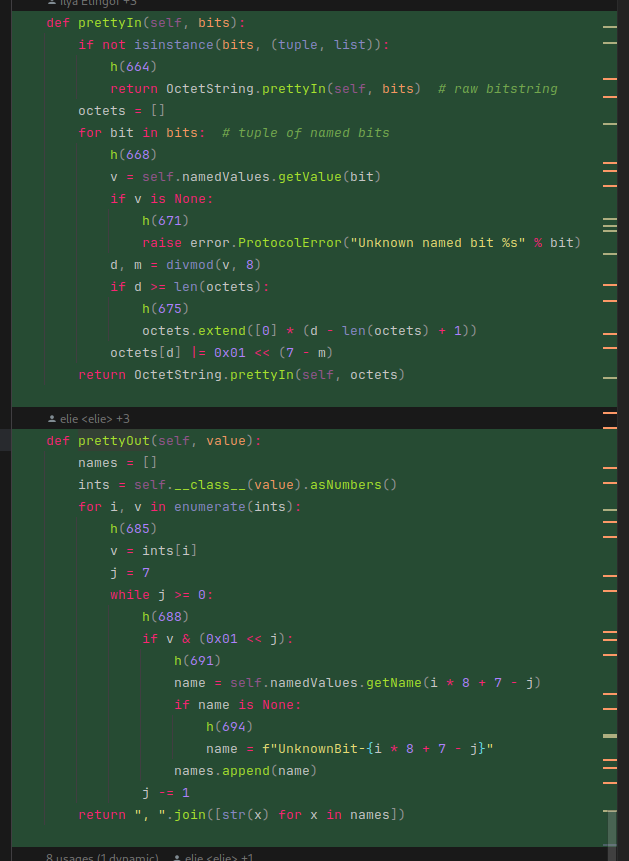 Ilya Etingof +3
    def prettyIn(self, bits):
        if not isinstance(bits, (tuple, list)):
            h(664)
            return OctetString.prettyIn(self, bits)  # raw bitstring
        octets = []
        for bit in bits:  # tuple of named bits
            h(668)
            v = self.namedValues.getValue(bit)
            if v is None:
                h(671)
                raise error.ProtocolError("Unknown named bit %s" % bit)
            d, m = divmod(v, 8)
            if d >= len(octets):
                h(675)
                octets.extend([0] * (d - len(octets) + 1))
            octets[d] |= 0x01 << (7 - m)
        return OctetString.prettyIn(self, octets)
elie <elie> +3
    def prettyOut(self, value):
        names = []
        ints = self.__class__(value).asNumbers()
        for i, v in enumerate(ints):
            h(685)
            v = ints[i]
            j = 7
            while j >= 0:
                h(688)
                if v & (0x01 << j):
                    h(691)
                    name = self.namedValues.getName(i * 8 + 7 - j)
                    if name is None:
                        h(694)
                        name = f"UnknownBit-{i * 8 + 7 - j}"
                    names.append(name)
                j -= 1
        return ", ".join([str(x) for x in names])
8 usages (1 dynamic) elie <elie> +1